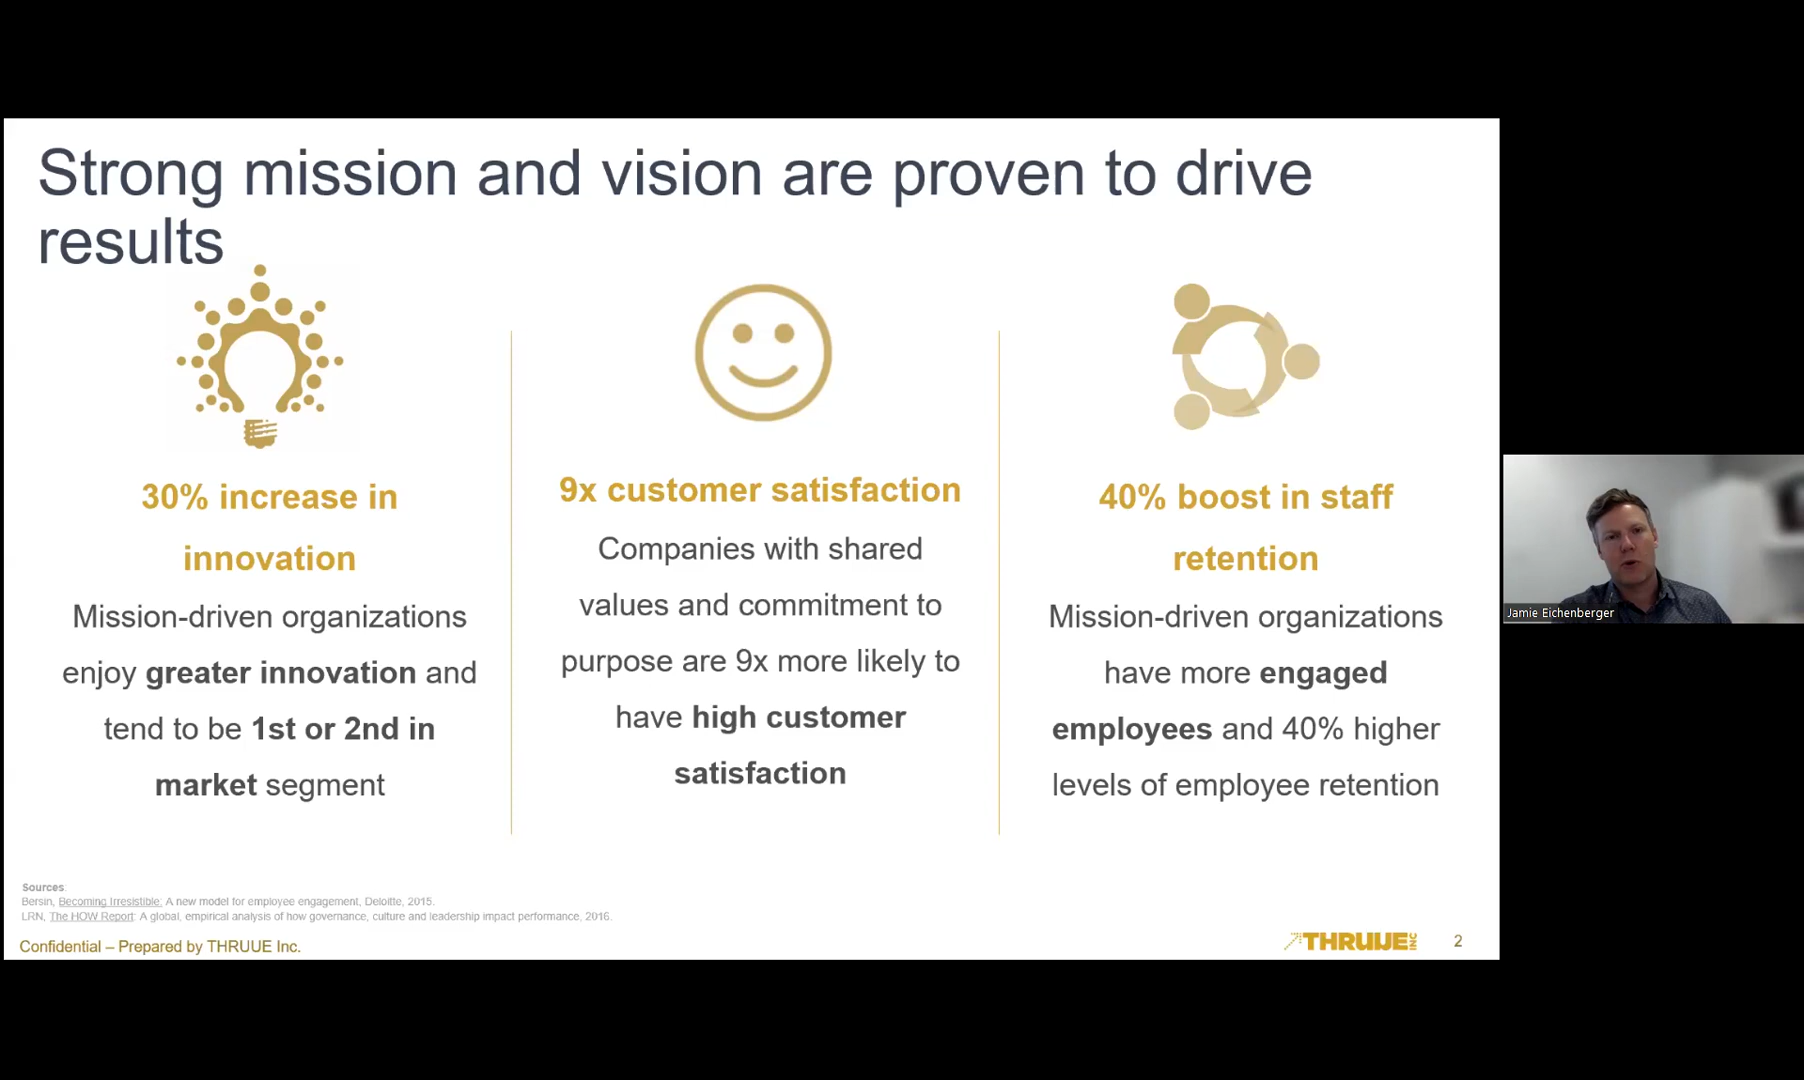 Strong mission and vision are proven to drive
results
30% increase in
innovation
Mission-driven organizations
enjoy greater innovation and
tend to be 1st or 2nd in
market segment
9x customer satisfaction
Companies with shared
values and commitment to
purpose are 9x more likely to
have high customer
satisfaction
40% boost in staff
retention
Mission-driven organizations
have more engaged
employees and 40% higher
levels of employee retention
Jamie Eichenberger
Sources:
Bersin, Becoming Irresistible: A new model for employee engagement, Deloitte, 2015.
LRN, The HOW Report: A global, empirical analysis of how governance, culture and leadership impact performance, 2016.
Confidential – Prepared by THRUUE Inc.
THRUUE INC
2